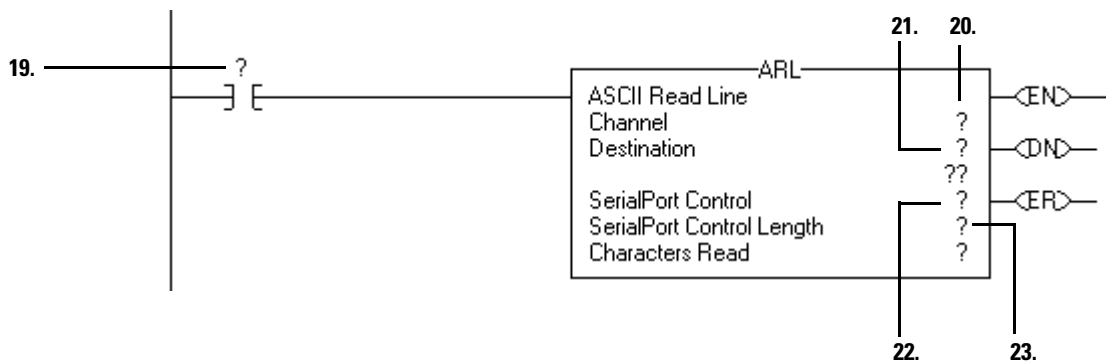 21. 20.
19. ?
ARL
ASCII Read Line EN
Channel ?
Destination ? DN
??
SerialPort Control ? ER
SerialPort Control Length ?
Characters Read ?
22. 23.